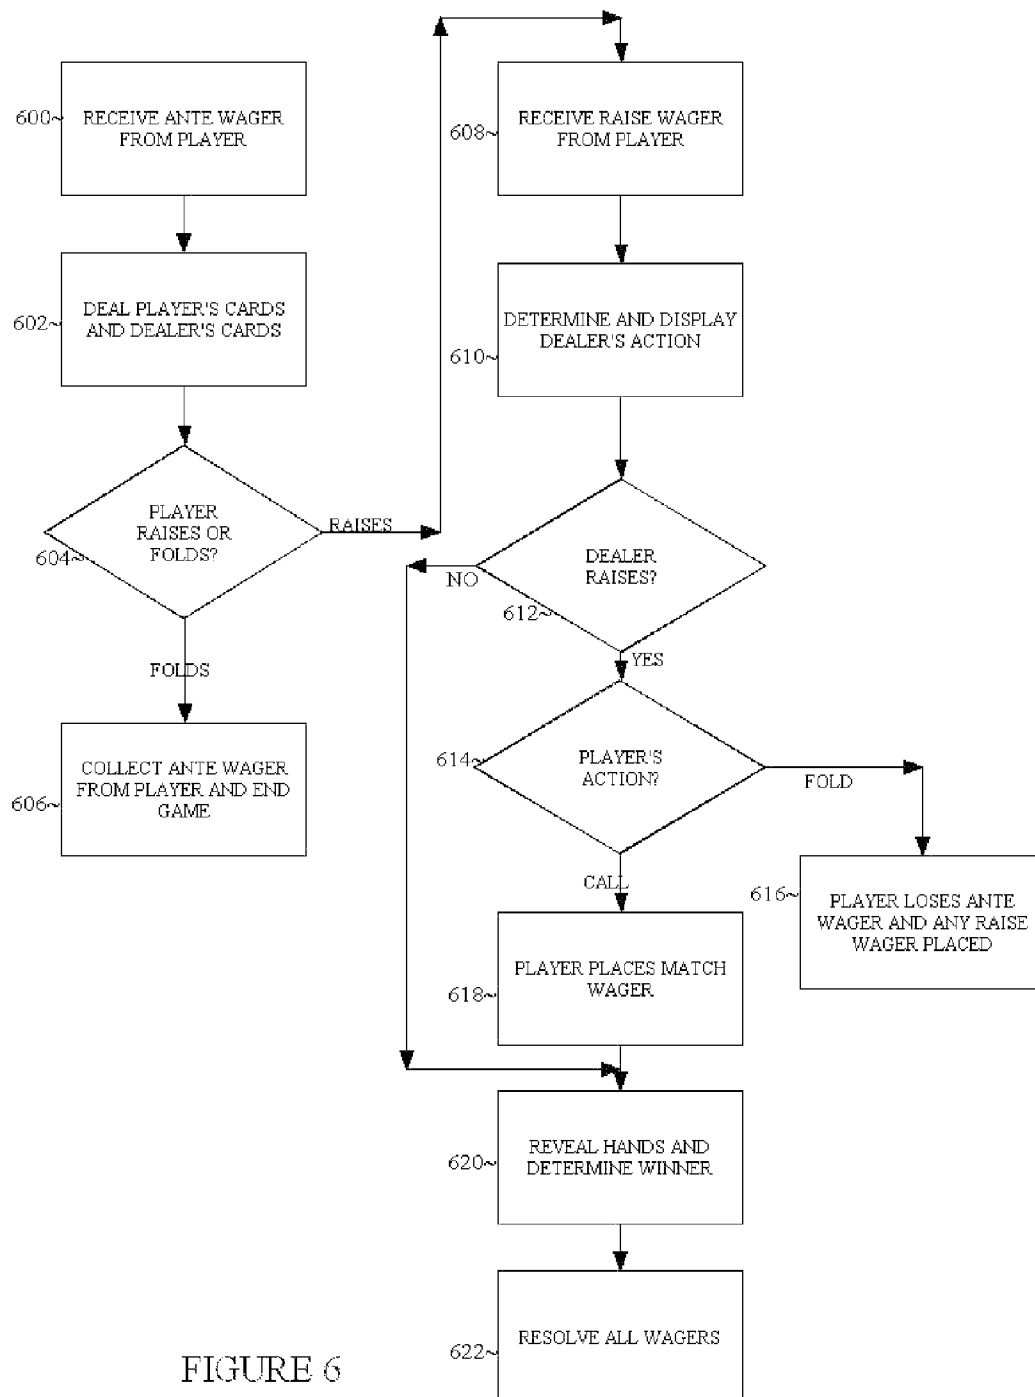 600~
RECEIVE ANTE WAGER
FROM PLAYER
602~
DEAL PLAYER'S CARDS
AND DEALER'S CARDS
604~
PLAYER
RAISES OR
FOLDS?
RAISES
FOLDS
606~
COLLECT ANTE WAGER
FROM PLAYER AND END
GAME
608~
RECEIVE RAISE WAGER
FROM PLAYER
610~
DETERMINE AND DISPLAY
DEALER'S ACTION
612~
DEALER
RAISES?
NO
YES
614~
PLAYER'S
ACTION?
FOLD
CALL
616~
PLAYER LOSES ANTE
WAGER AND ANY RAISE
WAGER PLACED
618~
PLAYER PLACES MATCH
WAGER
620~
REVEAL HANDS AND
DETERMINE WINNER
622~
RESOLVE ALL WAGERS
FIGURE 6